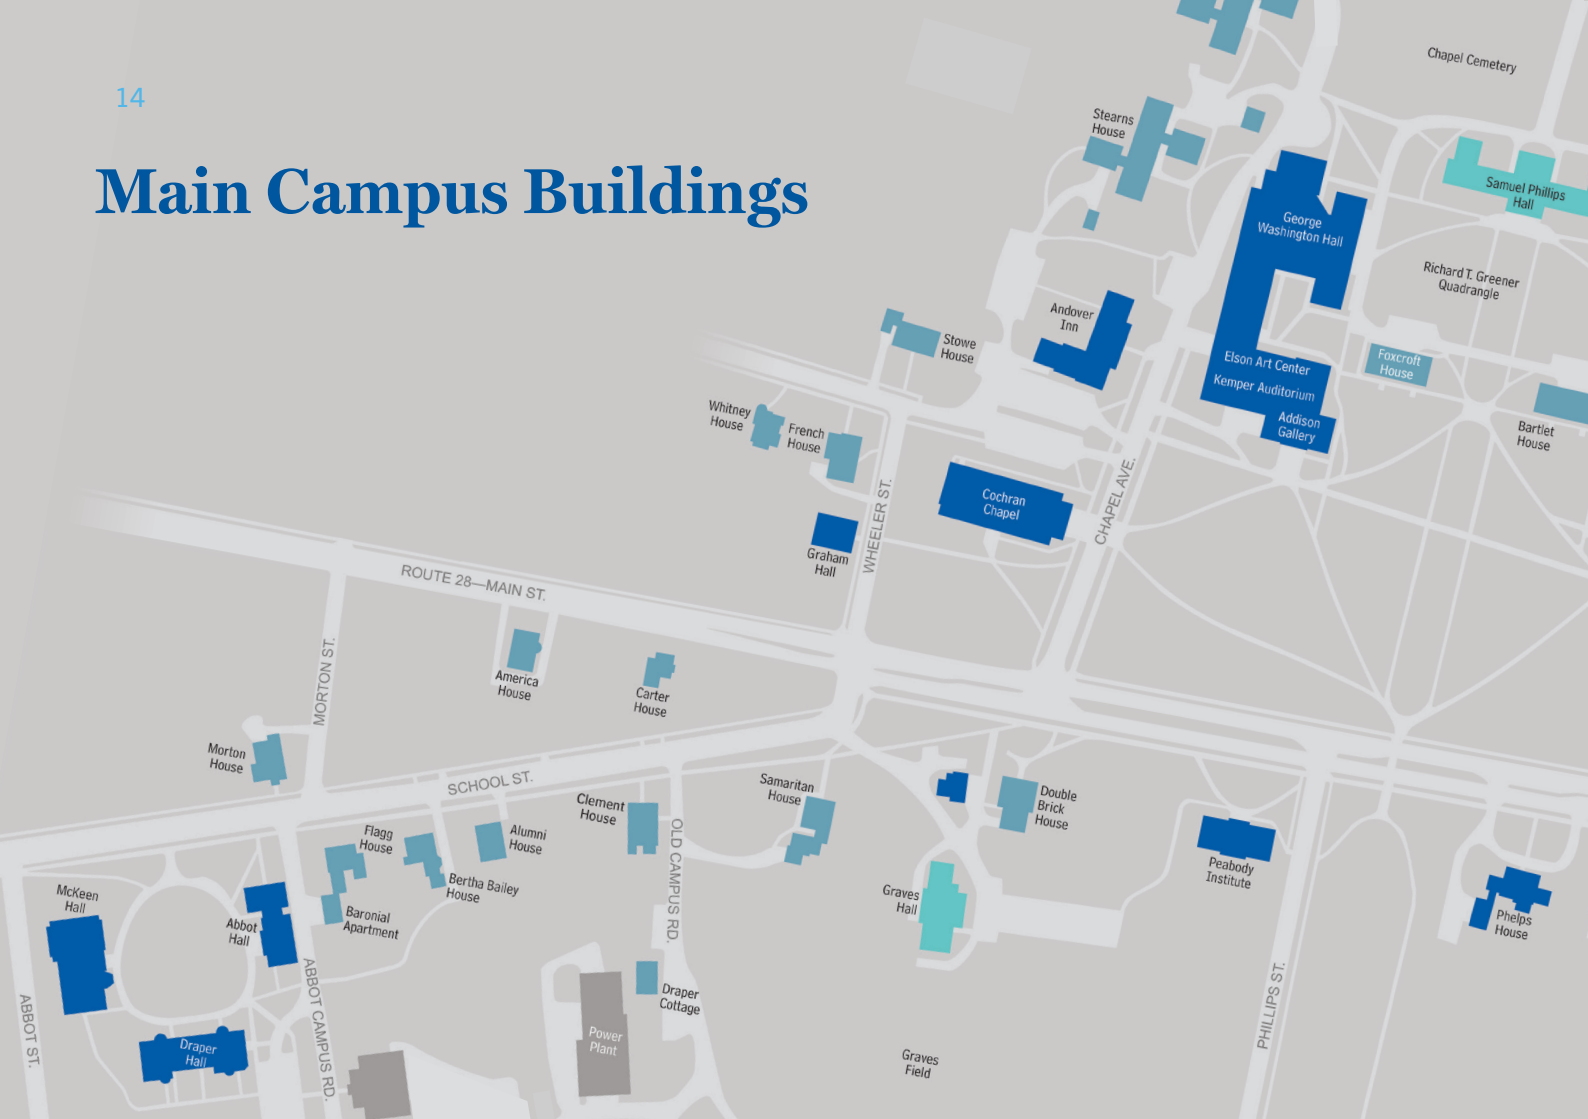 14
Main Campus Buildings
Chapel Cemetery
Stearns
House
Samuel Phillips
Hall
George
Washington Hall
Richard T. Greener
Quadrangle
Andover
Inn
Stowe
House
Elson Art Center
Kemper Auditorium
Addison
Gallery
Foxcroft
House
Bartlet
House
Whitney
House
French
House
Cochran
Chapel
CHAPEL AVE.
WHEELER ST.
Graham
Hall
ROUTE 28—MAIN ST.
MORTON ST.
America
House
Carter
House
Morton
House
SCHOOL ST.
Samaritan
House
Clement
House
Double
Brick
House
Flagg
House
Alumni
House
OLD CAMPUS RD.
Bertha Bailey
House
Peabody
Institute
McKeen
Hall
Abbot
Hall
Baronial
Apartment
Graves
Hall
Phelps
House
ABBOT ST.
ABBOT CAMPUS RD.
Draper
Cottage
PHILLIPS ST.
Draper
Hall
Power
Plant
Graves
Field